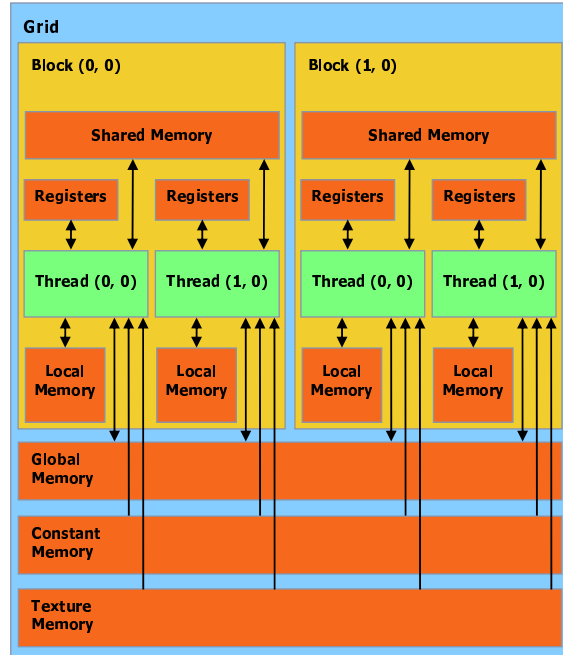 Grid
Block (0, 0)
Block (1, 0)
Shared Memory
Shared Memory
Registers
Registers
Registers
Registers
Thread (0, 0)
Thread (1, 0)
Thread (0, 0)
Thread (1, 0)
Local
Memory
Local
Memory
Local
Memory
Local
Memory
Global
Memory
Constant
Memory
Texture
Memory